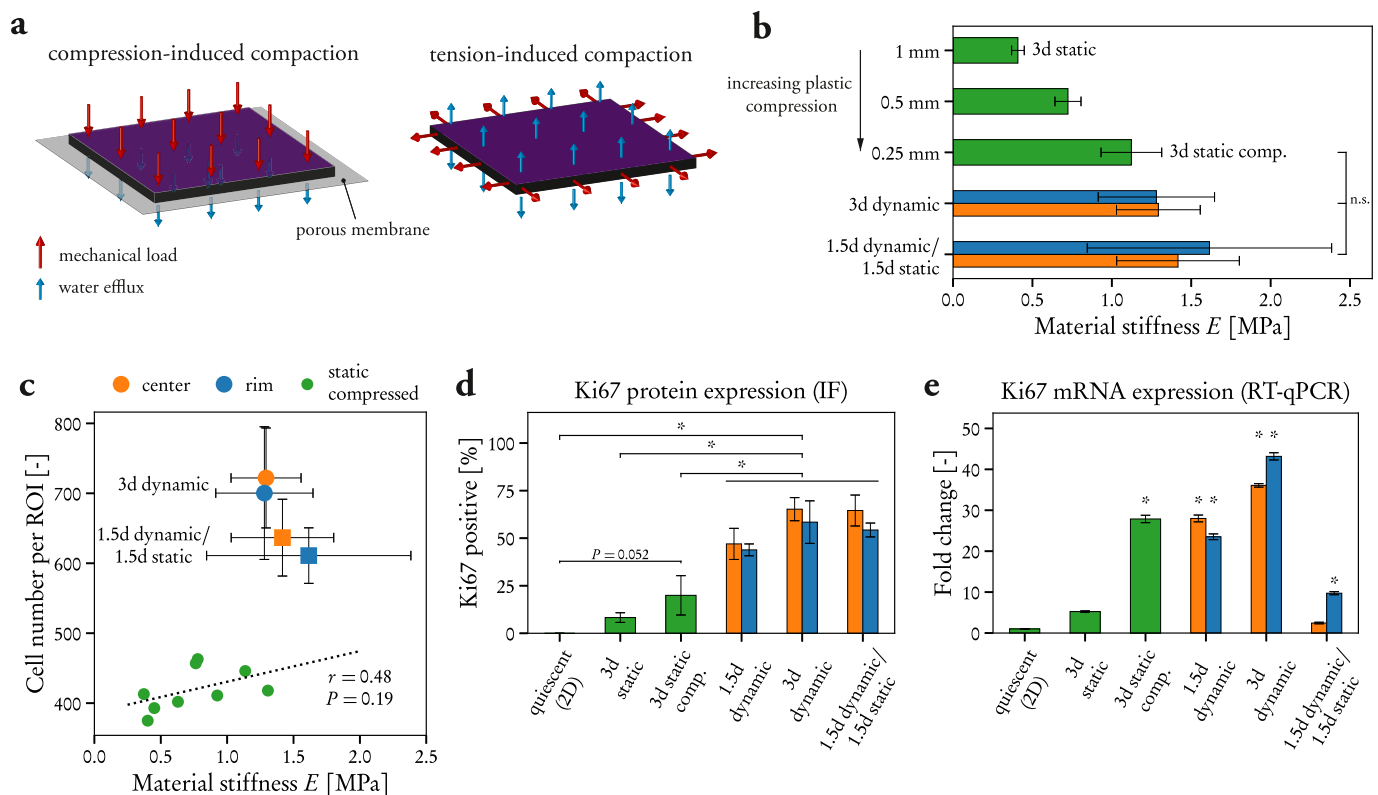 a
compression-induced compaction
tension-induced compaction
porous membrane
mechanical load
water efflux
b
increasing plastic
compression
1 mm
0.5 mm
0.25 mm
3d dynamic
1.5d dynamic/
1.5d static
3d static
3d static comp.
n.s.
0.0
0.5
1.0
1.5
2.0
2.5
Material stiffness E [MPa]
c
center
rim
static
compressed
Cell number per ROI [-]
800
700
600
500
400
3d dynamic
1.5d dynamic/
1.5d static
r = 0.48
P = 0.19
0.0
0.5
1.0
1.5
2.0
2.5
Material stiffness E [MPa]
d
Ki67 protein expression (IF)
Ki67 positive [%]
100
75
50
25
0
*
*
*
P = 0.052
quiescent
(2D)
3d
static
3d static
comp.
1.5d
dynamic
3d
dynamic
1.5d dynamic/
1.5d static
e
Ki67 mRNA expression (RT-qPCR)
Fold change [-]
50
40
30
20
10
0
*
* *
* *
*
quiescent
(2D)
3d
static
3d static
comp.
1.5d
dynamic
3d
dynamic
1.5d dynamic/
1.5d static